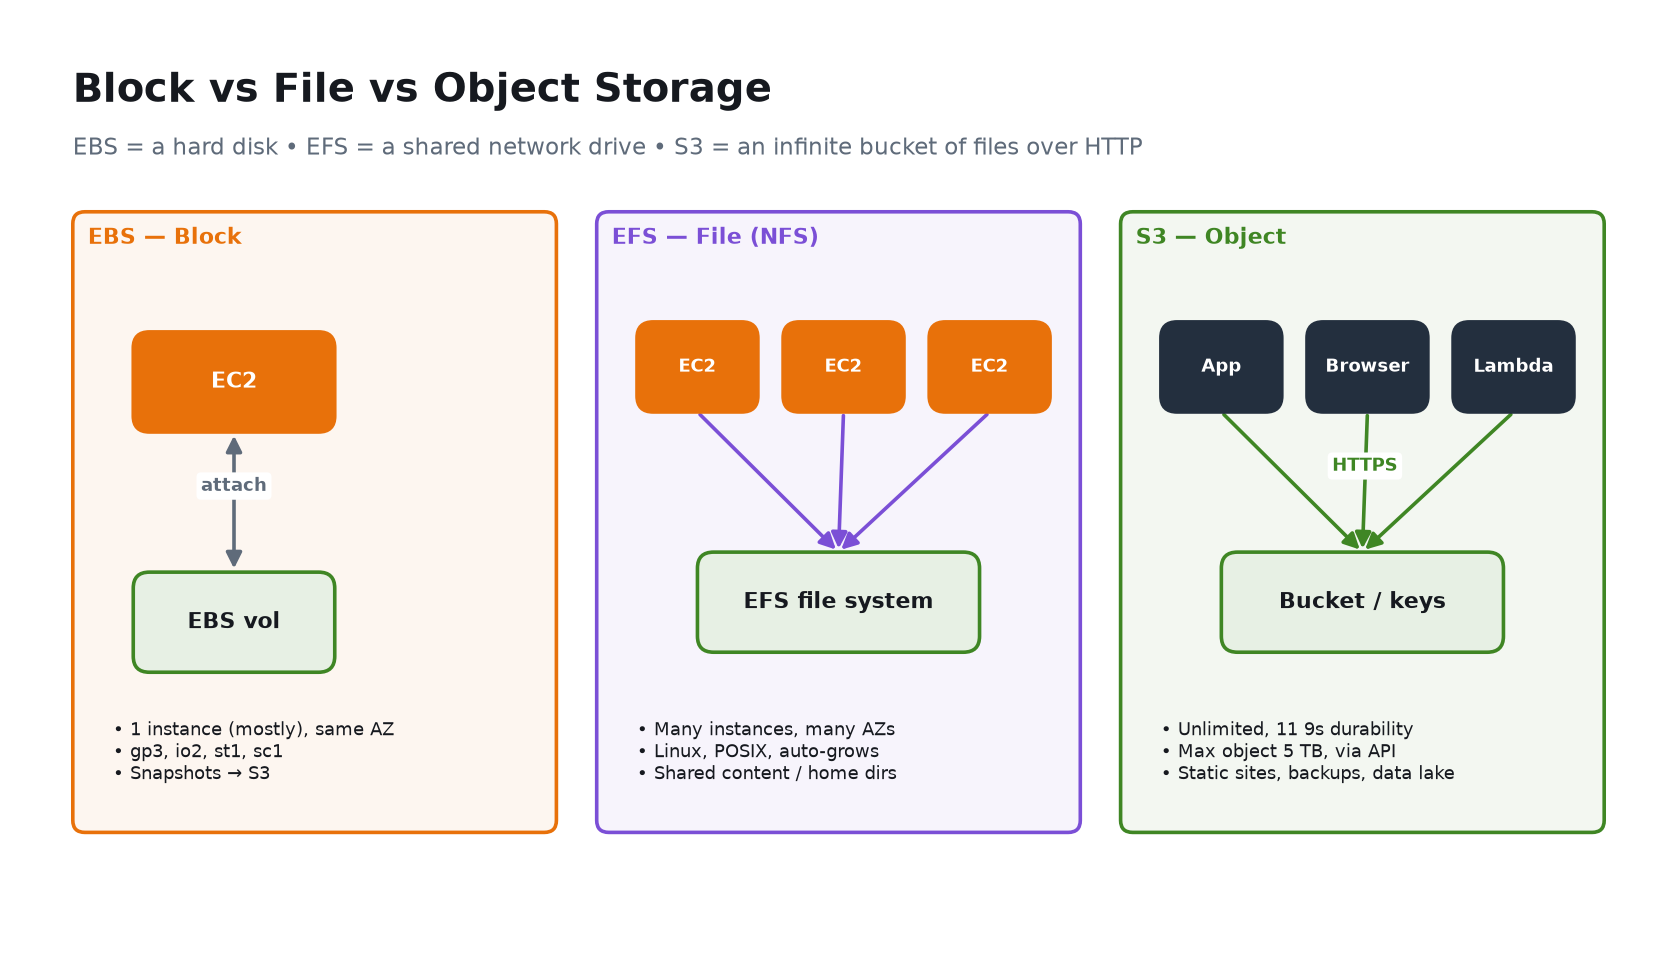 Block vs File vs Object Storage
EBS = a hard disk • EFS = a shared network drive • S3 = an infinite bucket of files over HTTP
EBS — Block
EC2
attach
EBS vol
• 1 instance (mostly), same AZ
• gp3, io2, st1, sc1
• Snapshots → S3
EFS — File (NFS)
EC2
EC2
EC2
EFS file system
• Many instances, many AZs
• Linux, POSIX, auto-grows
• Shared content / home dirs
S3 — Object
App
Browser
Lambda
HTTPS
Bucket / keys
• Unlimited, 11 9s durability
• Max object 5 TB, via API
• Static sites, backups, data lake